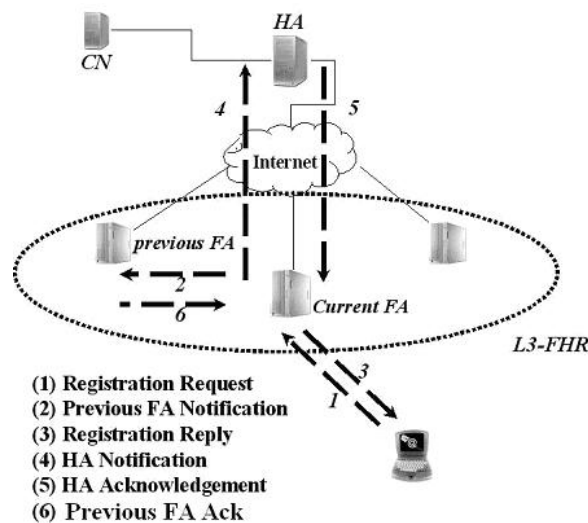 HA
CN
4
5
Internet
previous FA
2
6
Current FA
L3-FHR
3
1
(1) Registration Request
(2) Previous FA Notification
(3) Registration Reply
(4) HA Notification
(5) HA Acknowledgement
(6) Previous FA Ack